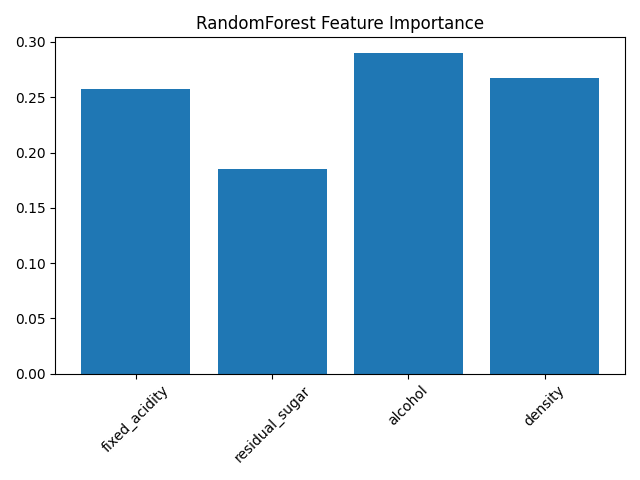 RandomForest Feature Importance
0.30
0.25
0.20
0.15
0.10
0.05
0.00
fixed_acidity
residual_sugar
alcohol
density